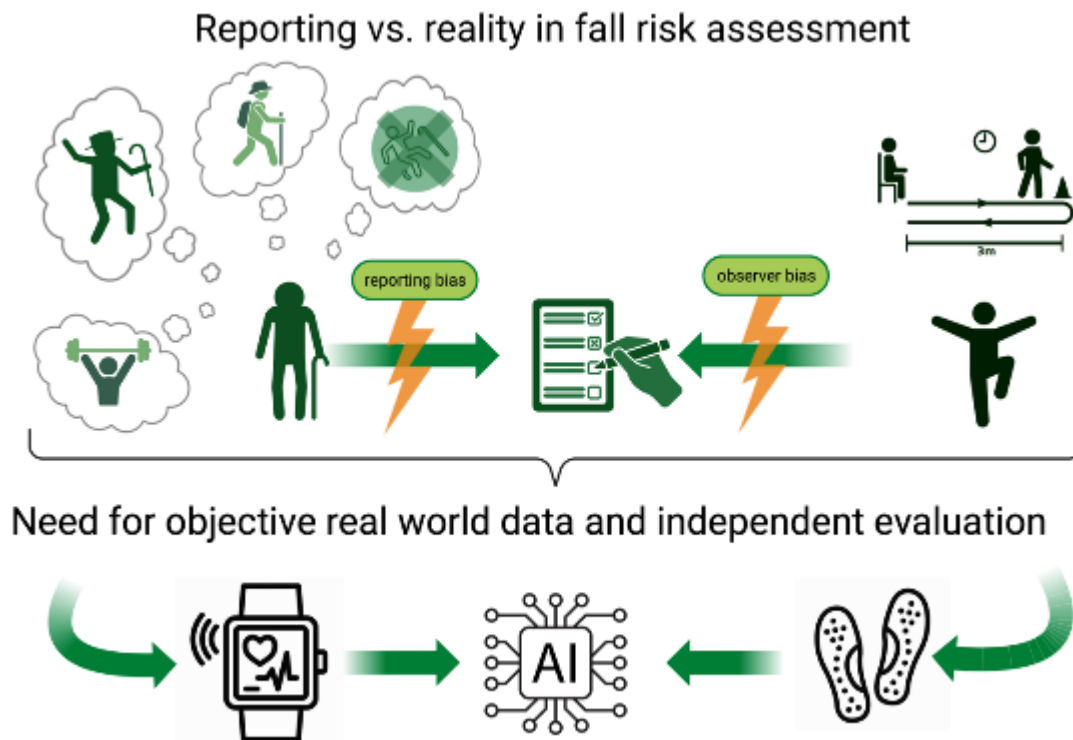 Reporting vs. reality in fall risk assessment
3m
reporting bias
observer bias
Need for objective real world data and independent evaluation
AI